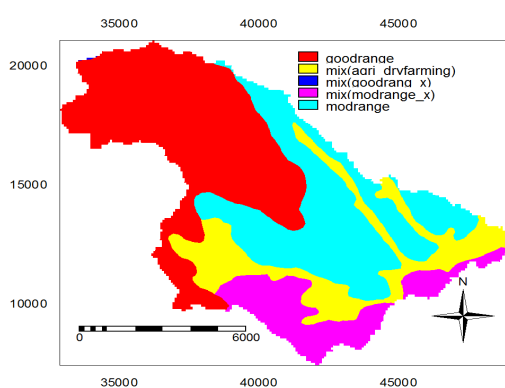 35000 40000 45000
20000
goodrange
mix(agri_dryfarming)
mix(goodrang_x)
mix(modrange_x)
modrange
15000
10000
N
0 6000
35000 40000 45000